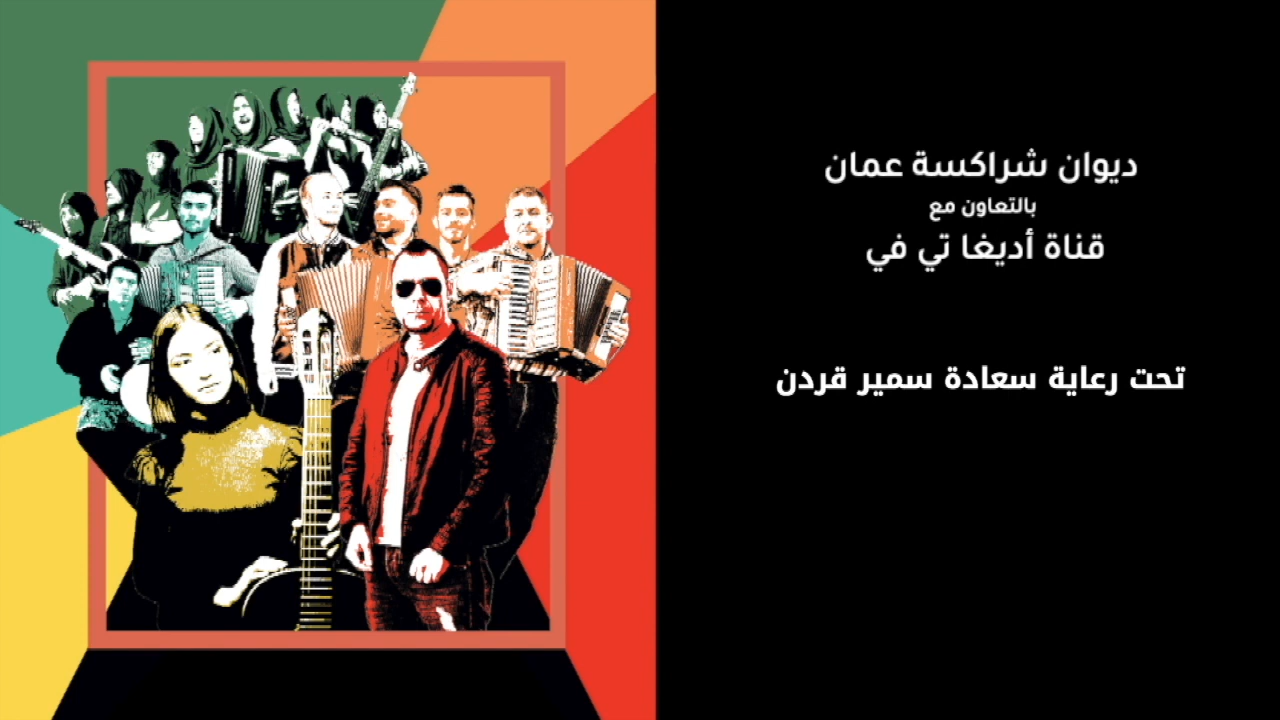 ديوان شراكسة عمان
بالتعاون مع
قناة أديغا تي في
تحت رعاية سعادة سمير قردن